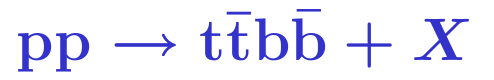 pp → tt̄bb̄ + X